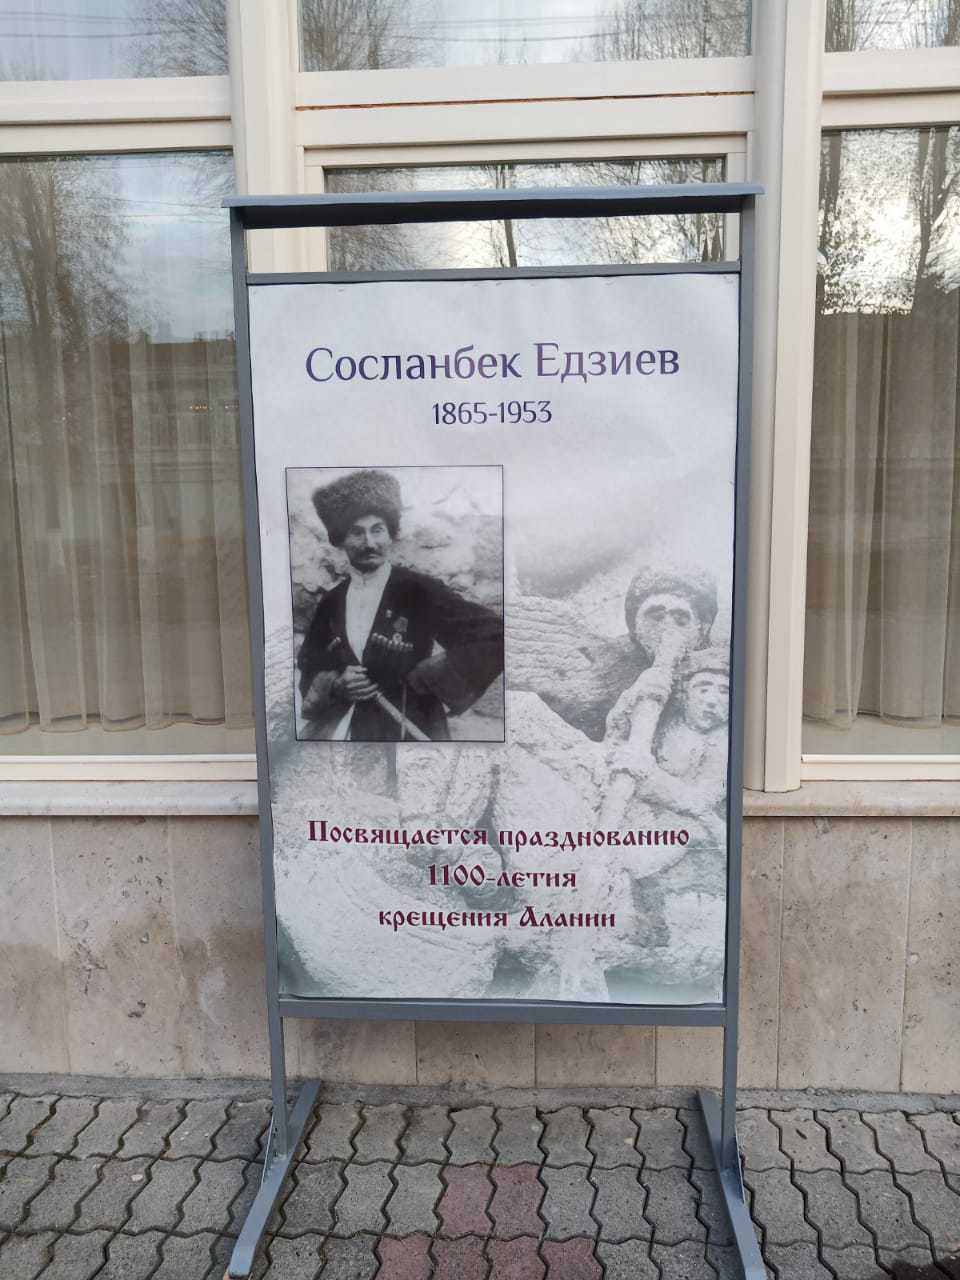 Сосланбек Едзиев
1865-1953
Посвящается празднованию
1100-летия
крещения Алании